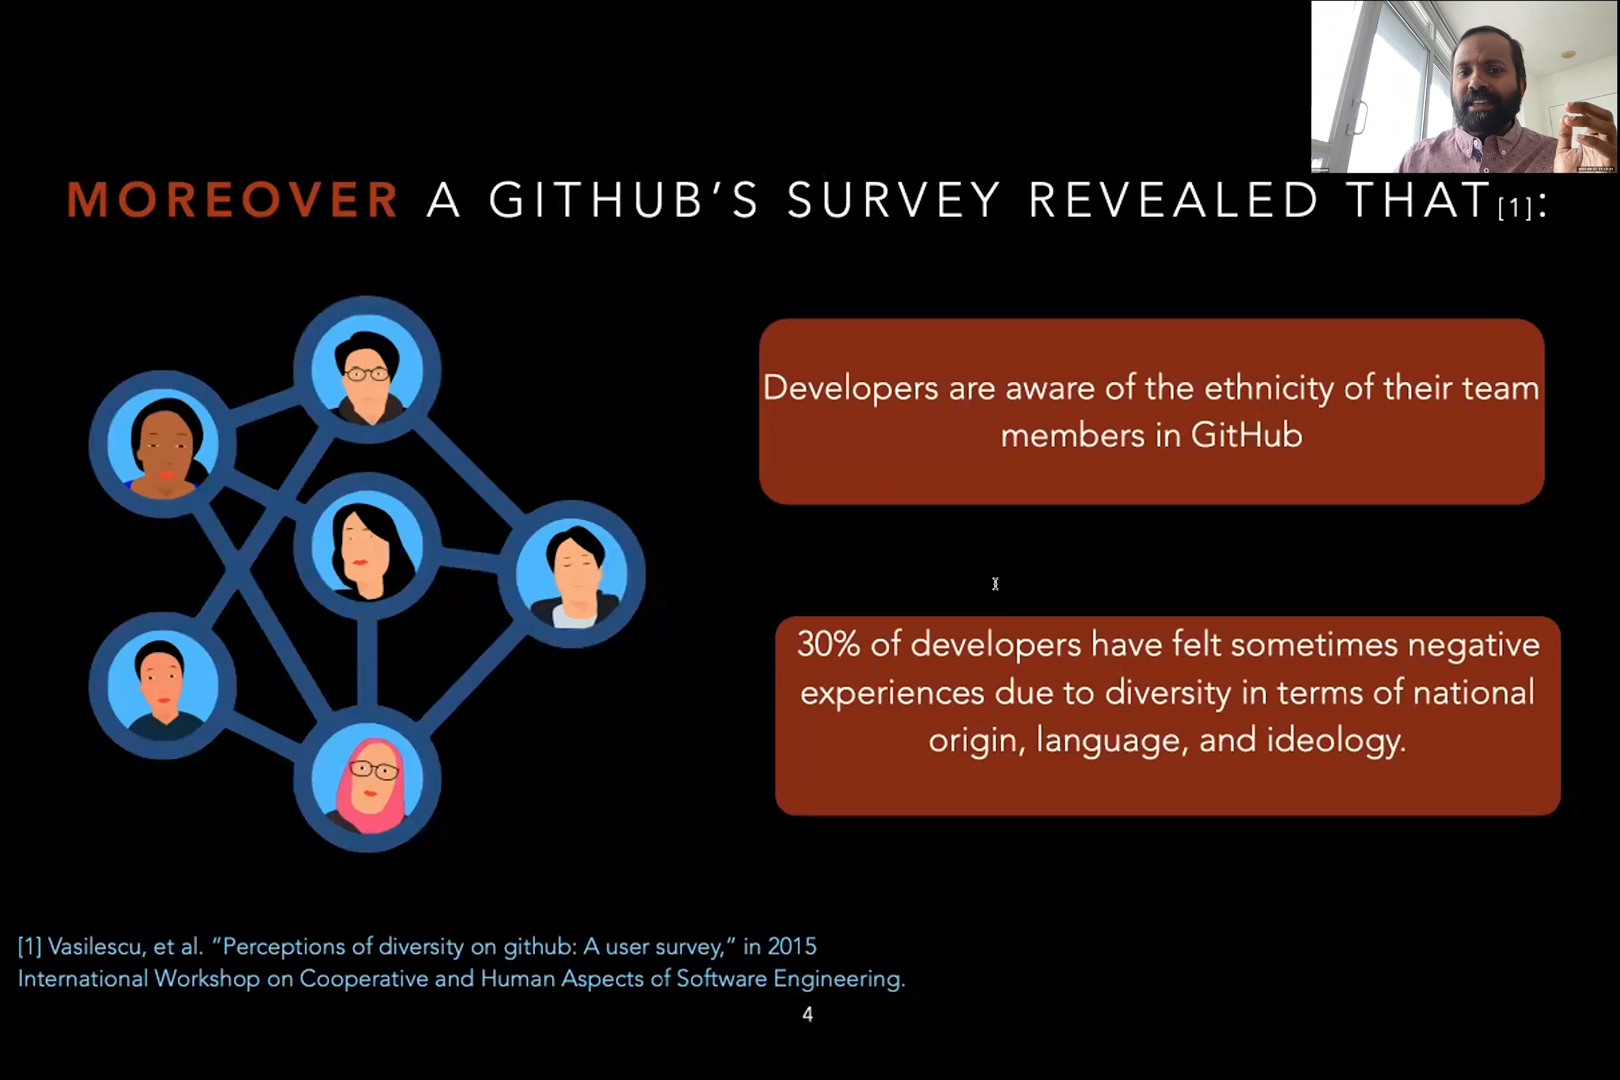 MOREOVER A GITHUB’S SURVEY REVEALED THAT[1]:
Developers are aware of the ethnicity of their team
members in GitHub
30% of developers have felt sometimes negative
experiences due to diversity in terms of national
origin, language, and ideology.
[1] Vasilescu, et al. “Perceptions of diversity on github: A user survey,” in 2015
International Workshop on Cooperative and Human Aspects of Software Engineering.
4